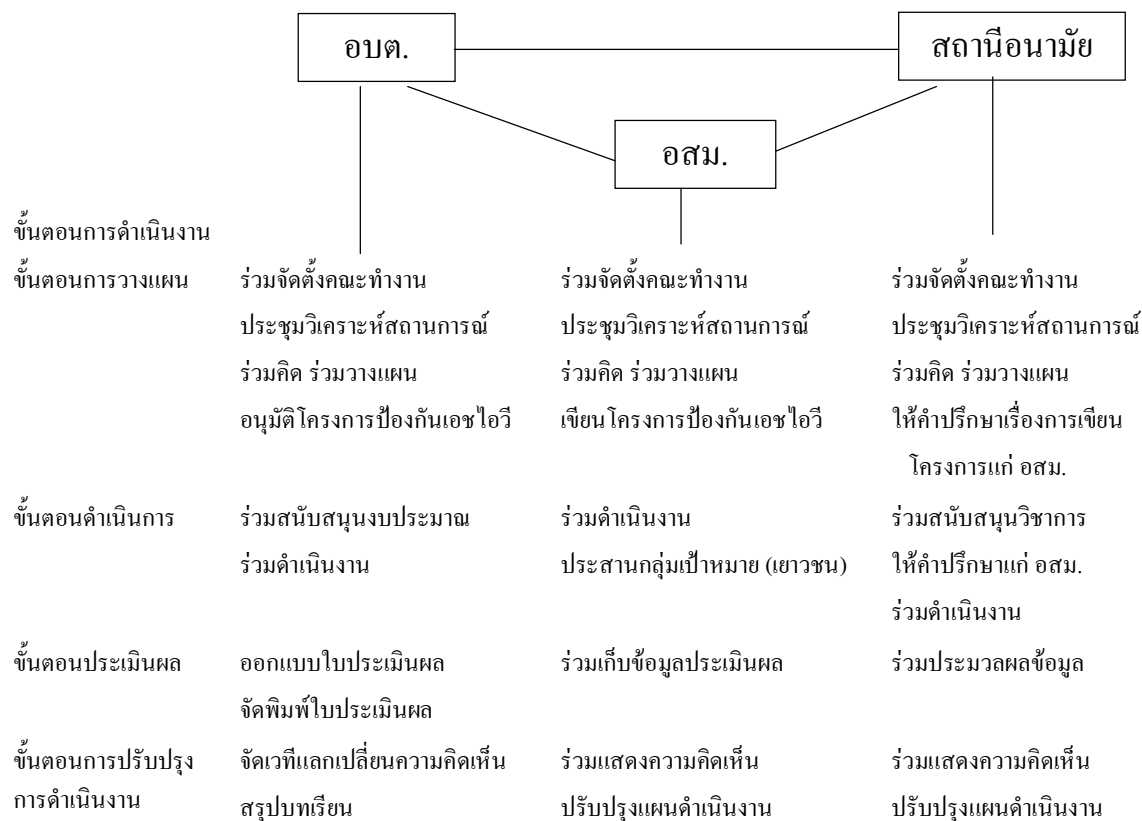 อบต. สถานีอนามัย
อสม.
ขั้นตอนการดำเนินงาน
ขั้นตอนการวางแผน ร่วมจัดตั้งคณะทำงาน ร่วมจัดตั้งคณะทำงาน ร่วมจัดตั้งคณะทำงาน
ประชุมวิเคราะห์สถานการณ์ ประชุมวิเคราะห์สถานการณ์ ประชุมวิเคราะห์สถานการณ์
ร่วมคิด ร่วมวางแผน ร่วมคิด ร่วมวางแผน ร่วมคิด ร่วมวางแผน
อนุมัติโครงการป้องกันเอชไอวี เขียนโครงการป้องกันเอชไอวี ให้คำปรึกษาเรื่องการเขียน
โครงการแก่ อสม.
ขั้นตอนดำเนินการ ร่วมสนับสนุนงบประมาณ ร่วมดำเนินงาน ร่วมสนับสนุนวิชาการ
ร่วมดำเนินงาน ประสานกลุ่มเป้าหมาย (เยาวชน) ให้คำปรึกษาแก่ อสม.
ร่วมดำเนินงาน
ขั้นตอนประเมินผล ออกแบบใบประเมินผล ร่วมเก็บข้อมูลประเมินผล ร่วมประมวลผลข้อมูล
จัดพิมพ์ใบประเมินผล
ขั้นตอนการปรับปรุง จัดเวทีแลกเปลี่ยนความคิดเห็น ร่วมแสดงความคิดเห็น ร่วมแสดงความคิดเห็น
การดำเนินงาน สรุปบทเรียน ปรับปรุงแผนดำเนินงาน ปรับปรุงแผนดำเนินงาน